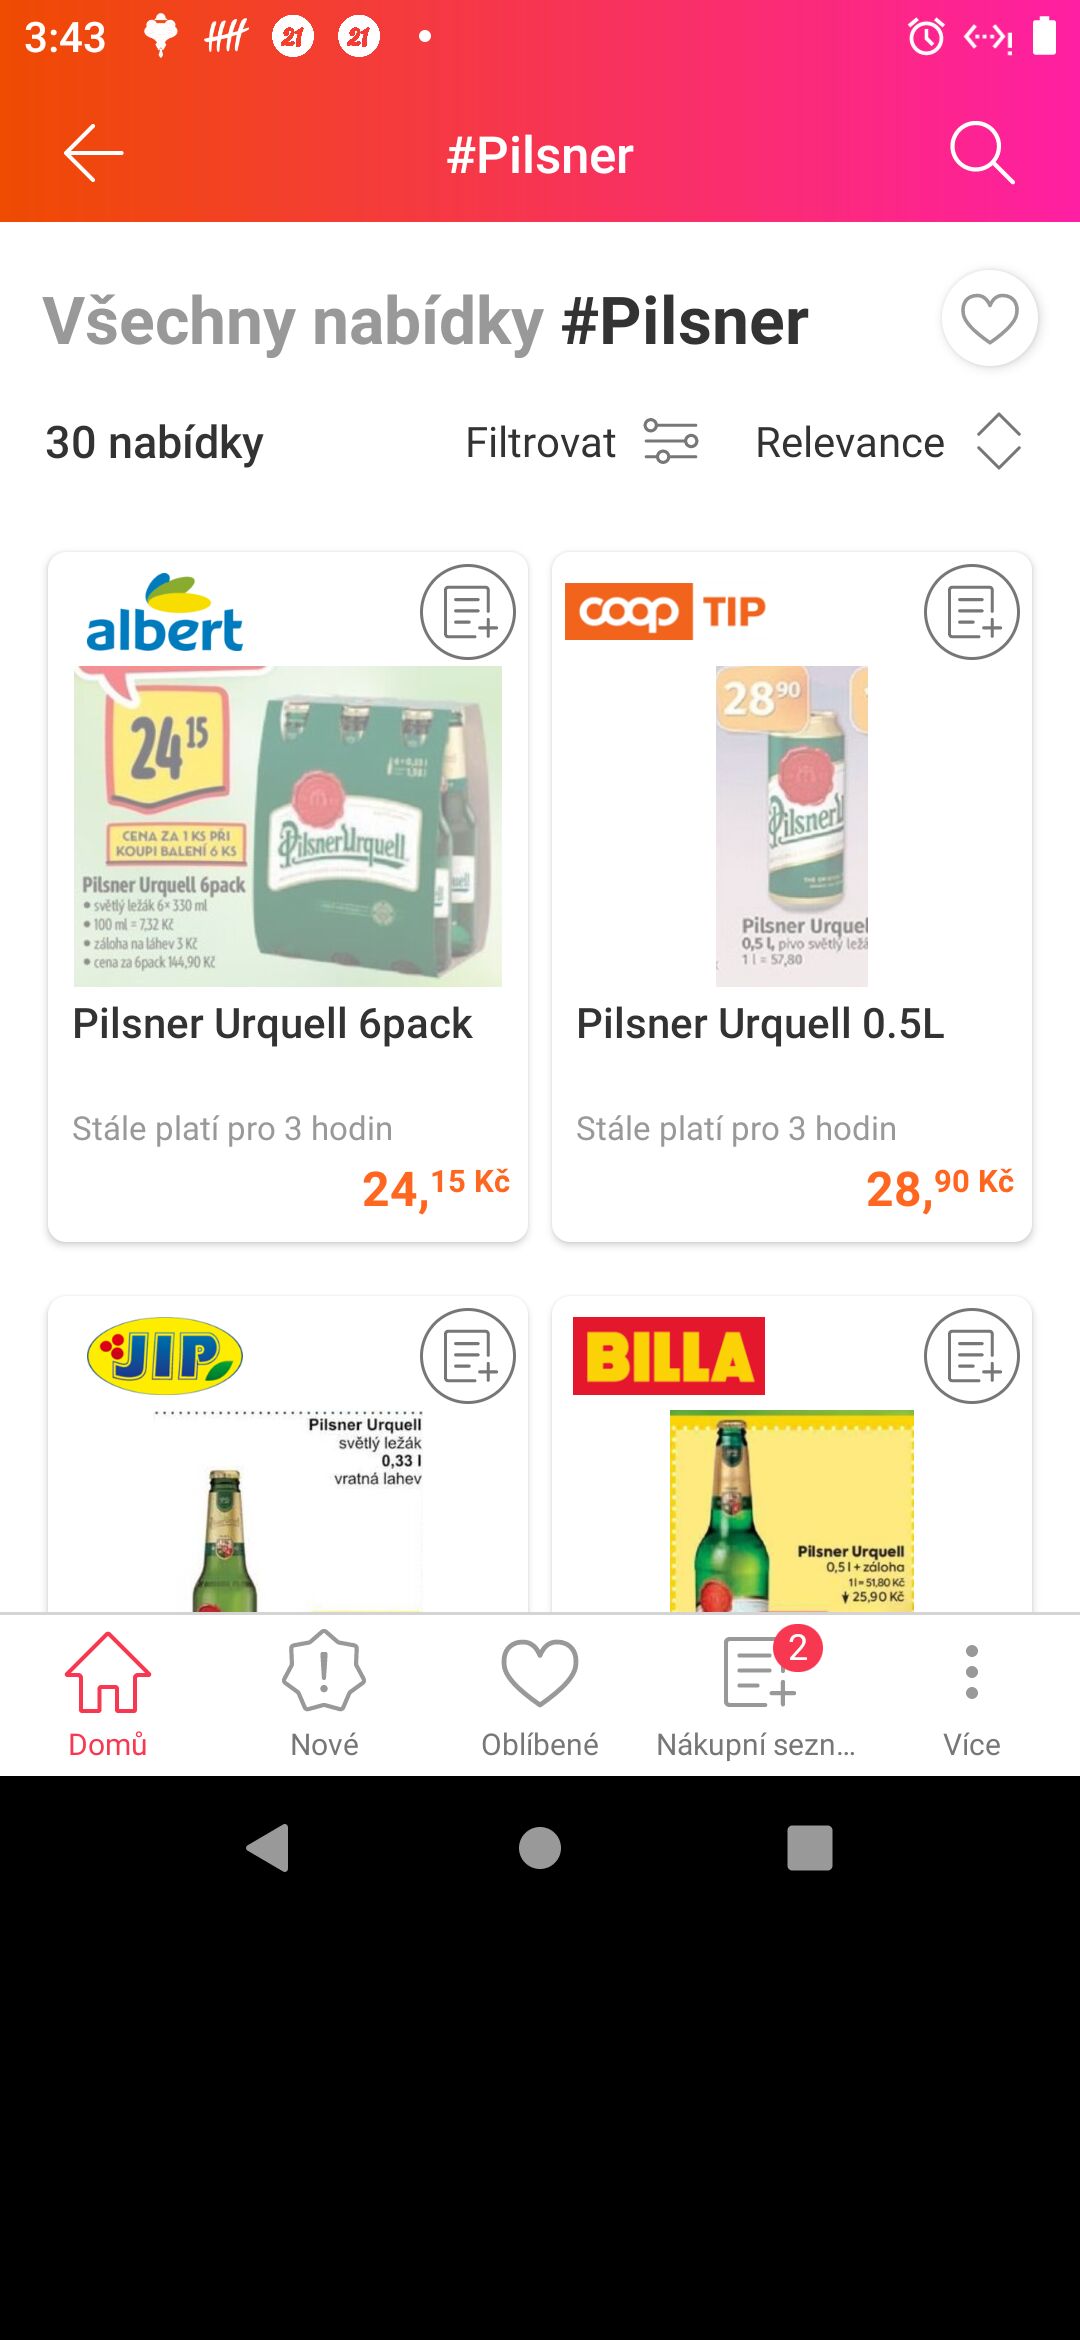 3:43
21
21
#Pilsner
Všechny nabídky #Pilsner
30 nabídky
Filtrovat
Relevance
albert
24 15
CENA ZA 1 KS PŘI
KOUPI BALENÍ 6 KS
Pilsner Urquell 6pack
• světlý ležák 6× 330 ml
• 100 ml = 7,32 Kč
• záloha na láhev 3 Kč
• cena za 6pack 144,90 Kč
Pilsner Urquell
Pilsner Urquell 6pack
Stále platí pro 3 hodin
24,15 Kč
coop TIP
28 90
Pilsner
Pilsner Urquel
0,5 l, pivo světlý ležá
1 l = 57,80
Pilsner Urquell 0.5L
Stále platí pro 3 hodin
28,90 Kč
JIP
Pilsner Urquell
světlý ležák
0,33 l
vratná lahev
BILLA
Pilsner Urquell
0,5 l + záloha
1 l = 51,80 Kč
25,90 Kč
Domů
Nové
Oblíbené
2
Nákupní sezn...
Více